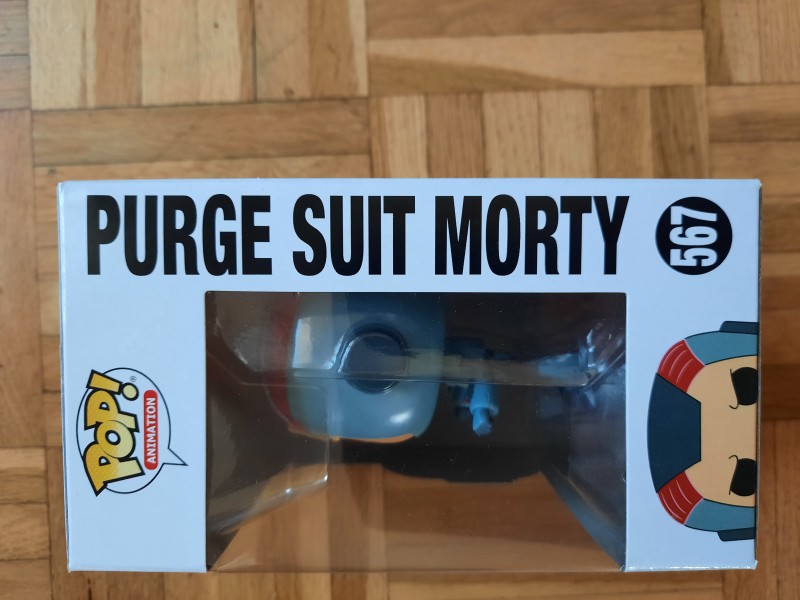 PURGE SUIT MORTY
567
POP!
ANIMATION